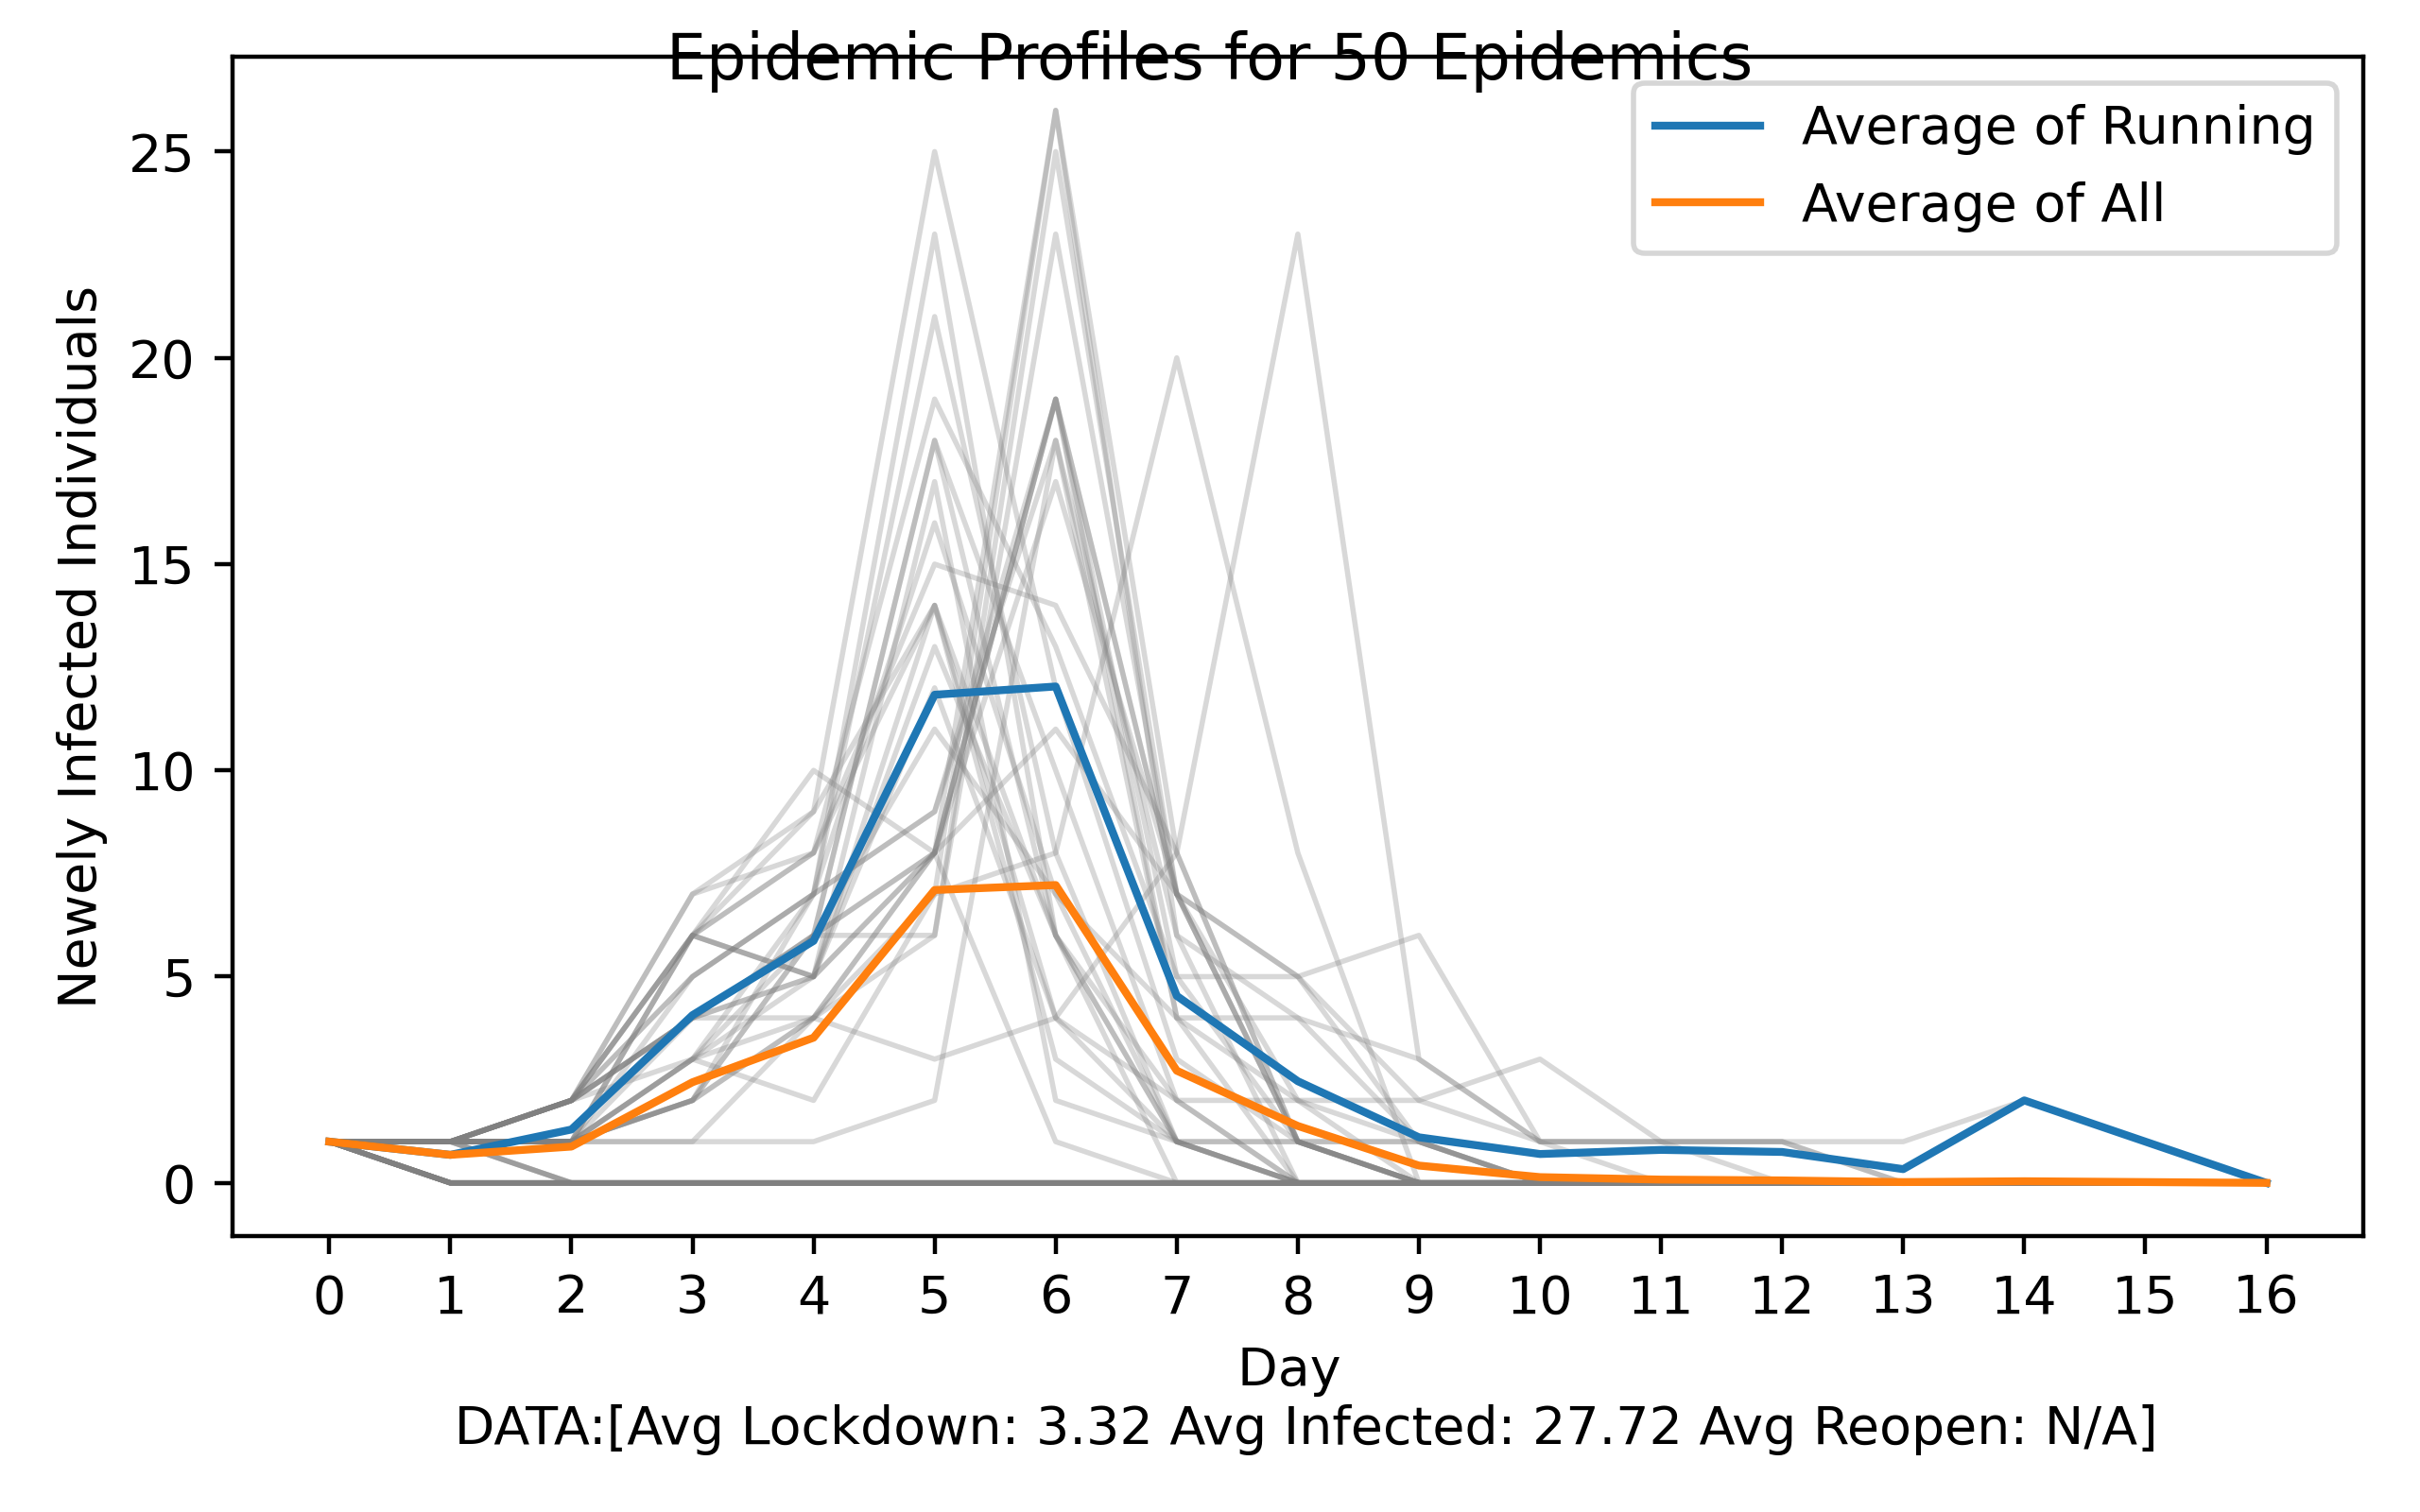 Epidemic Profiles for 50 Epidemics
Average of Running
Average of All
Newely Infected Individuals
25
20
15
10
5
0
0 1 2 3 4 5 6 7 8 9 10 11 12 13 14 15 16
Day
DATA:[Avg Lockdown: 3.32 Avg Infected: 27.72 Avg Reopen: N/A]